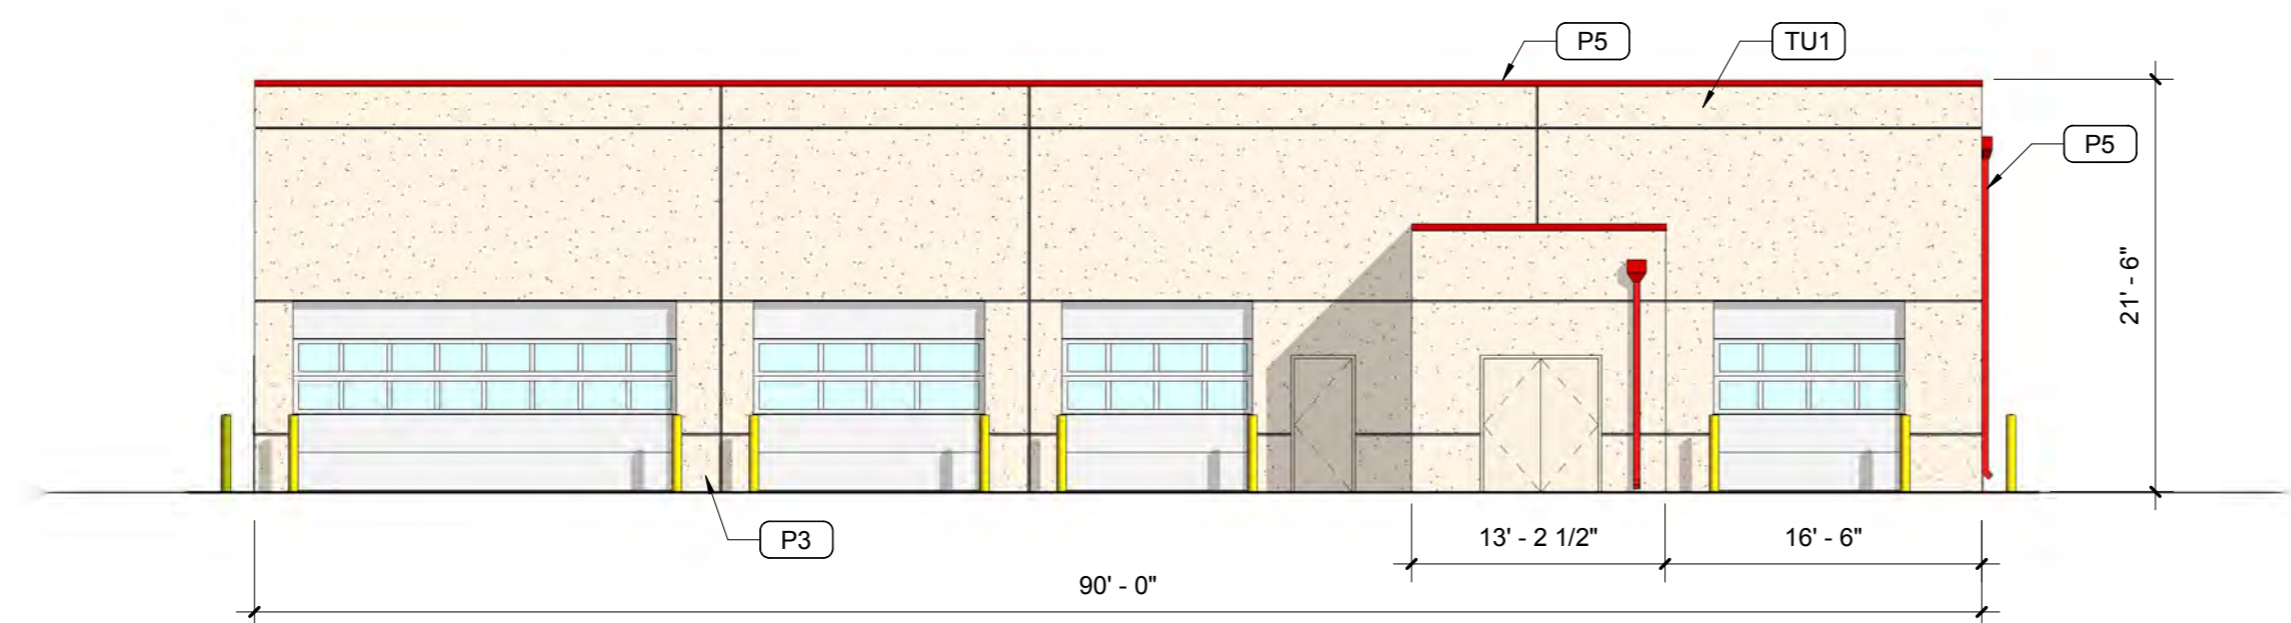 P5
TU1
P5
21' - 6"
P3
13' - 2 1/2"
16' - 6"
90' - 0"